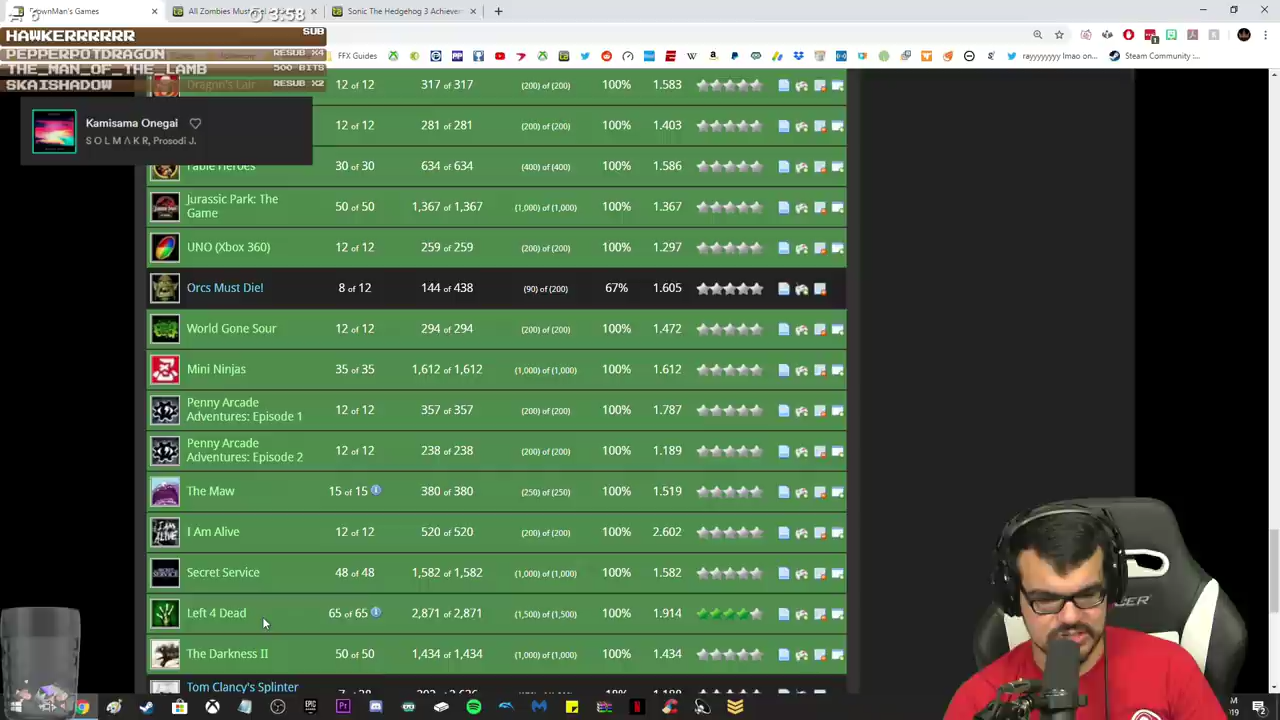 BrownMan's Games
All Zombies Must Die
3:58
Sonic The Hedgehog 3 Achievem
HAWKERRRRRR SUB
PEPPERPOTDRAGON RESUB X4
THE_MAN_OF_THE_LAMB 500 BITS
SKAISHADOW RESUB X2
FFX Guides
rayyyyyyy lmao on...
Steam Community -...
Kamisama Onegai
S O L M Λ K R, Prosodi J.
Dragon's Lair 12 of 12 317 of 317 (200) of (200) 100% 1.583
12 of 12 281 of 281 (200) of (200) 100% 1.403
Fable Heroes 30 of 30 634 of 634 (400) of (400) 100% 1.586
Jurassic Park: The
Game 50 of 50 1,367 of 1,367 (1,000) of (1,000) 100% 1.367
UNO (Xbox 360) 12 of 12 259 of 259 (200) of (200) 100% 1.297
Orcs Must Die! 8 of 12 144 of 438 (90) of (200) 67% 1.605
World Gone Sour 12 of 12 294 of 294 (200) of (200) 100% 1.472
Mini Ninjas 35 of 35 1,612 of 1,612 (1,000) of (1,000) 100% 1.612
Penny Arcade
Adventures: Episode 1 12 of 12 357 of 357 (200) of (200) 100% 1.787
Penny Arcade
Adventures: Episode 2 12 of 12 238 of 238 (200) of (200) 100% 1.189
The Maw 15 of 15 380 of 380 (250) of (250) 100% 1.519
I Am Alive 12 of 12 520 of 520 (200) of (200) 100% 2.602
Secret Service 48 of 48 1,582 of 1,582 (1,000) of (1,000) 100% 1.582
Left 4 Dead 65 of 65 2,871 of 2,871 (1,500) of (1,500) 100% 1.914
The Darkness II 50 of 50 1,434 of 1,434 (1,000) of (1,000) 100% 1.434
Tom Clancy's Splinter